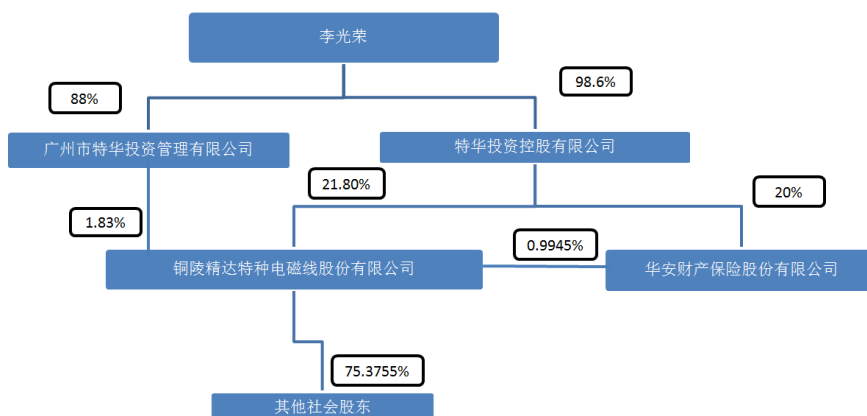 李光荣
88%
98.6%
广州市特华投资管理有限公司
特华投资控股有限公司
21.80%
20%
1.83%
0.9945%
铜陵精达特种电磁线股份有限公司
华安财产保险股份有限公司
75.3755%
其他社会股东